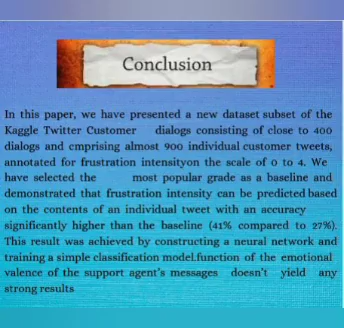 Conclusion
In this paper, we have presented a new dataset subset of the
Kaggle Twitter Customer dialogs consisting of close to 400
dialogs and cmprising almost 900 individual customer tweets,
annotated for frustration intensityon the scale of 0 to 4. We
have selected the most popular grade as a baseline and
demonstrated that frustration intensity can be predicted based
on the contents of an individual tweet with an accuracy
significantly higher than the baseline (41% compared to 27%).
This result was achieved by constructing a neural network and
training a simple classification model.function of the emotional
valence of the support agent's messages doesn't yield any
strong results